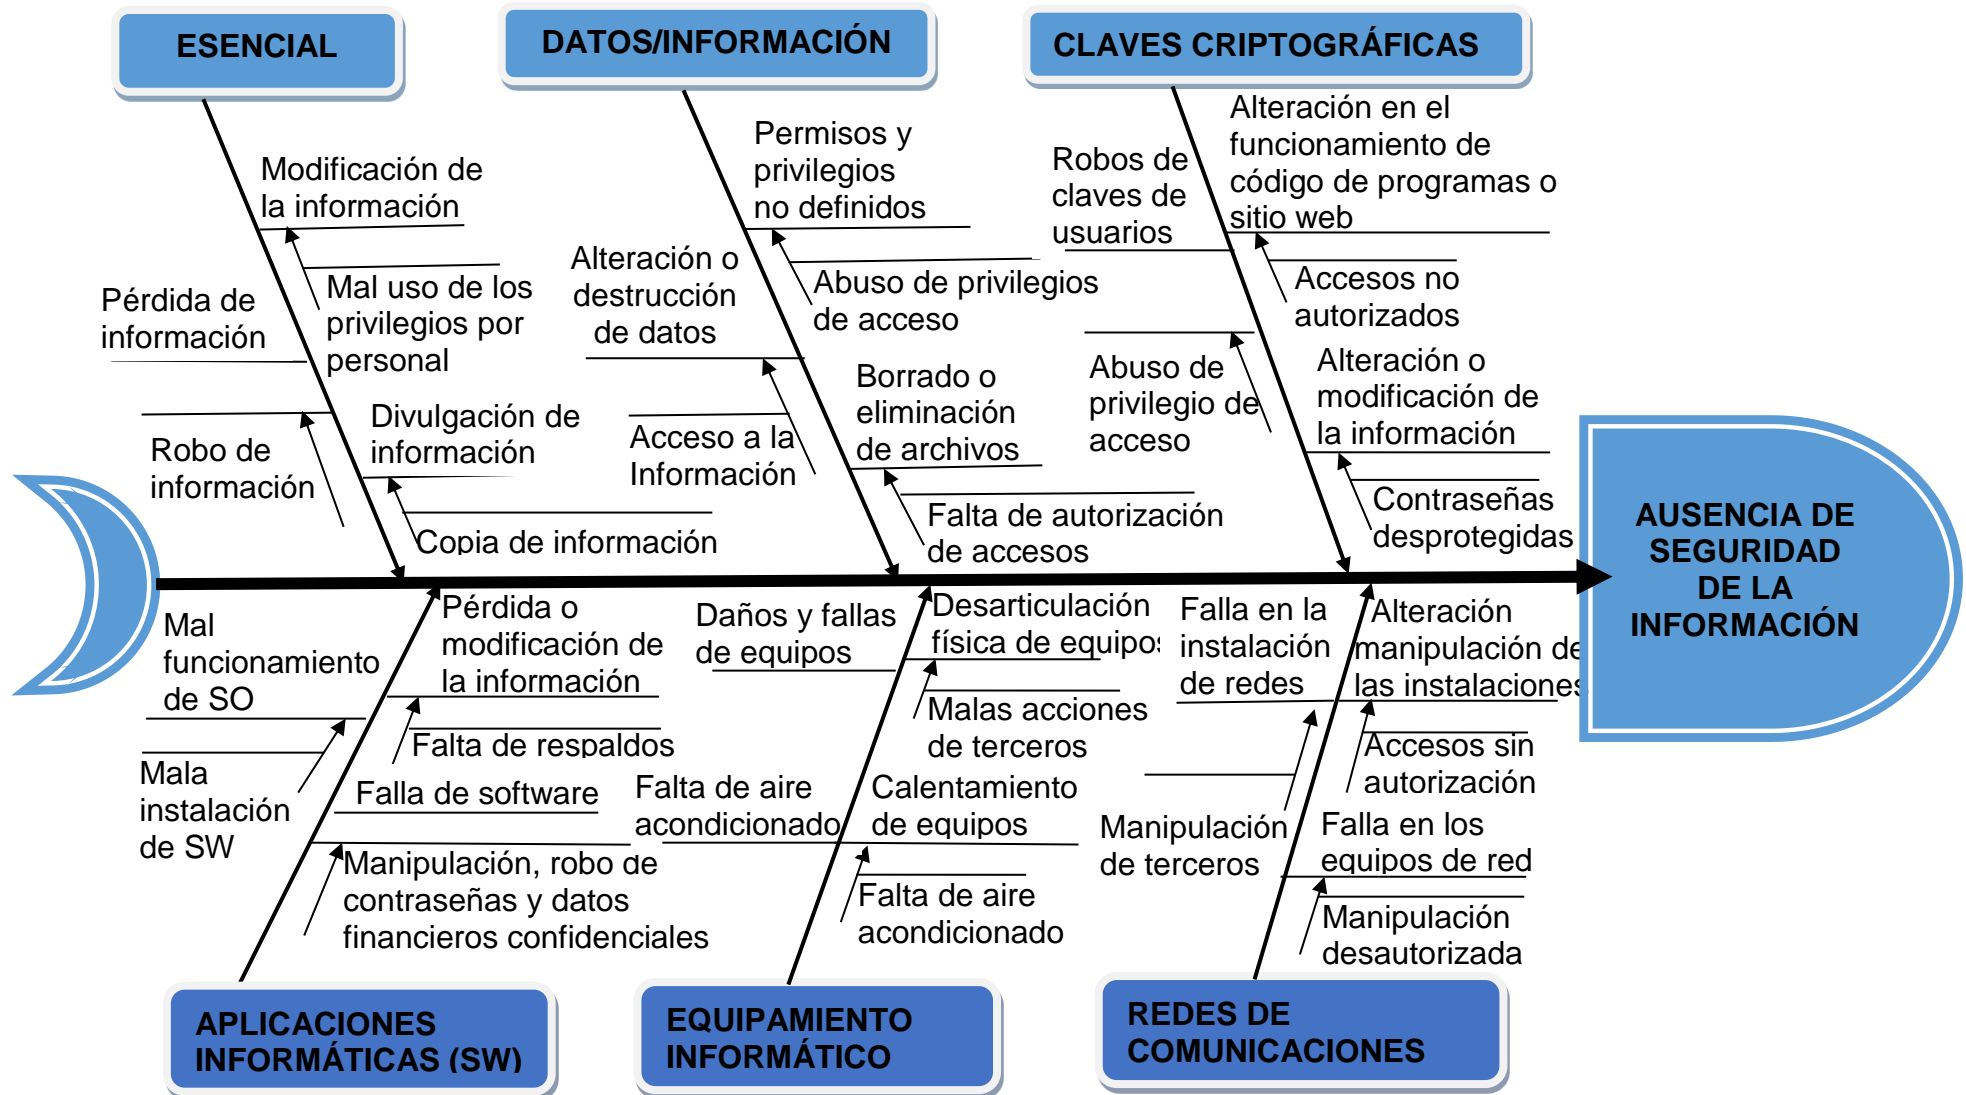 ESENCIAL
DATOS/INFORMACIÓN
CLAVES CRIPTOGRÁFICAS
Modificación de
la información
Mal uso de los
privilegios por
personal
Pérdida de
información
Robo de
información
Divulgación de
información
Copia de información
Permisos y
privilegios
no definidos
Abuso de privilegios
de acceso
Alteración o
destrucción
de datos
Acceso a la
Información
Borrado o
eliminación
de archivos
Falta de autorización
de accesos
Robos de
claves de
usuarios
Abuso de
privilegio de
acceso
Alteración en el
funcionamiento de
código de programas o
sitio web
Accesos no
autorizados
Alteración o
modificación de
la información
Contraseñas
desprotegidas
AUSENCIA DE
SEGURIDAD
DE LA
INFORMACIÓN
Mal
funcionamiento
de SO
Mala
instalación
de SW
Pérdida o
modificación de
la información
Falta de respaldos
Falla de software
Manipulación, robo de
contraseñas y datos
financieros confidenciales
Daños y fallas
de equipos
Falta de aire
acondicionado
Desarticulación
física de equipos
Malas acciones
de terceros
Calentamiento
de equipos
Falta de aire
acondicionado
Falla en la
instalación
de redes
Manipulación
de terceros
Alteración
manipulación de
las instalaciones
Accesos sin
autorización
Falla en los
equipos de red
Manipulación
desautorizada
APLICACIONES
INFORMÁTICAS (SW)
EQUIPAMIENTO
INFORMÁTICO
REDES DE
COMUNICACIONES